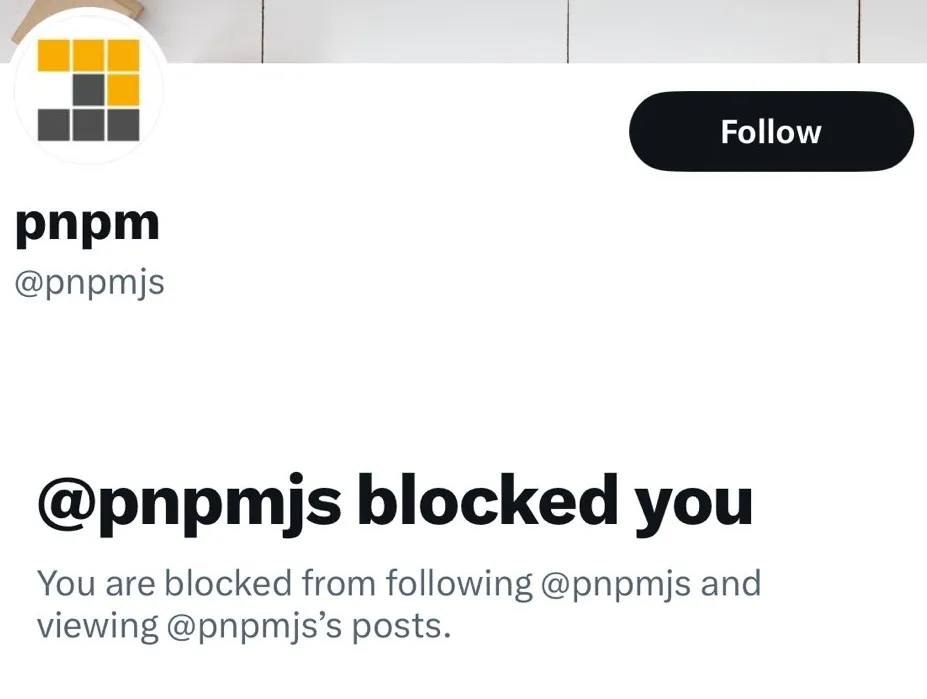 Follow
pnpm
@pnpmjs
@pnpmjs blocked you
You are blocked from following @pnpmjs and
viewing @pnpmjs’s posts.